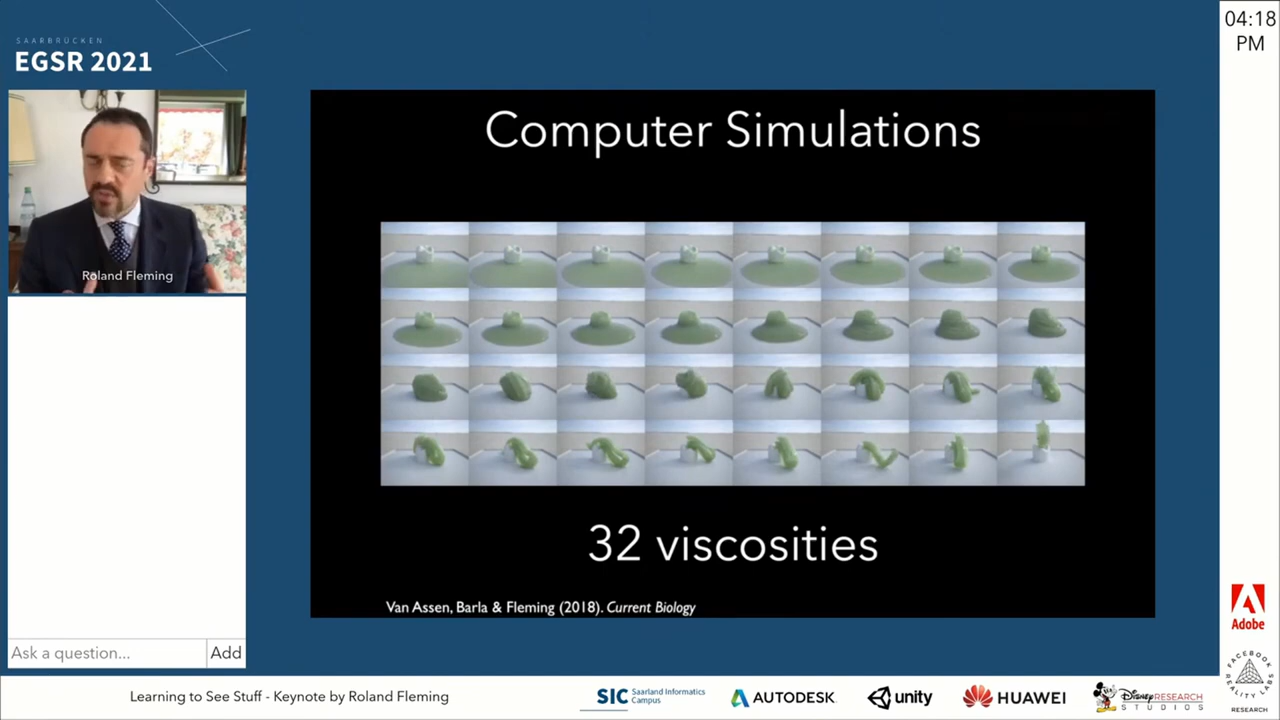 SAARBRÜCKEN
EGSR 2021
Roland Fleming
Ask a question...
Add
Computer Simulations
32 viscosities
Van Assen, Barla & Fleming (2018). Current Biology
04:18
PM
Adobe
FACEBOOK
REALITY LABS
RESEARCH
Learning to See Stuff - Keynote by Roland Fleming
SIC Saarland Informatics
Campus
AUTODESK
unity
HUAWEI
Disney RESEARCH
STUDIOS